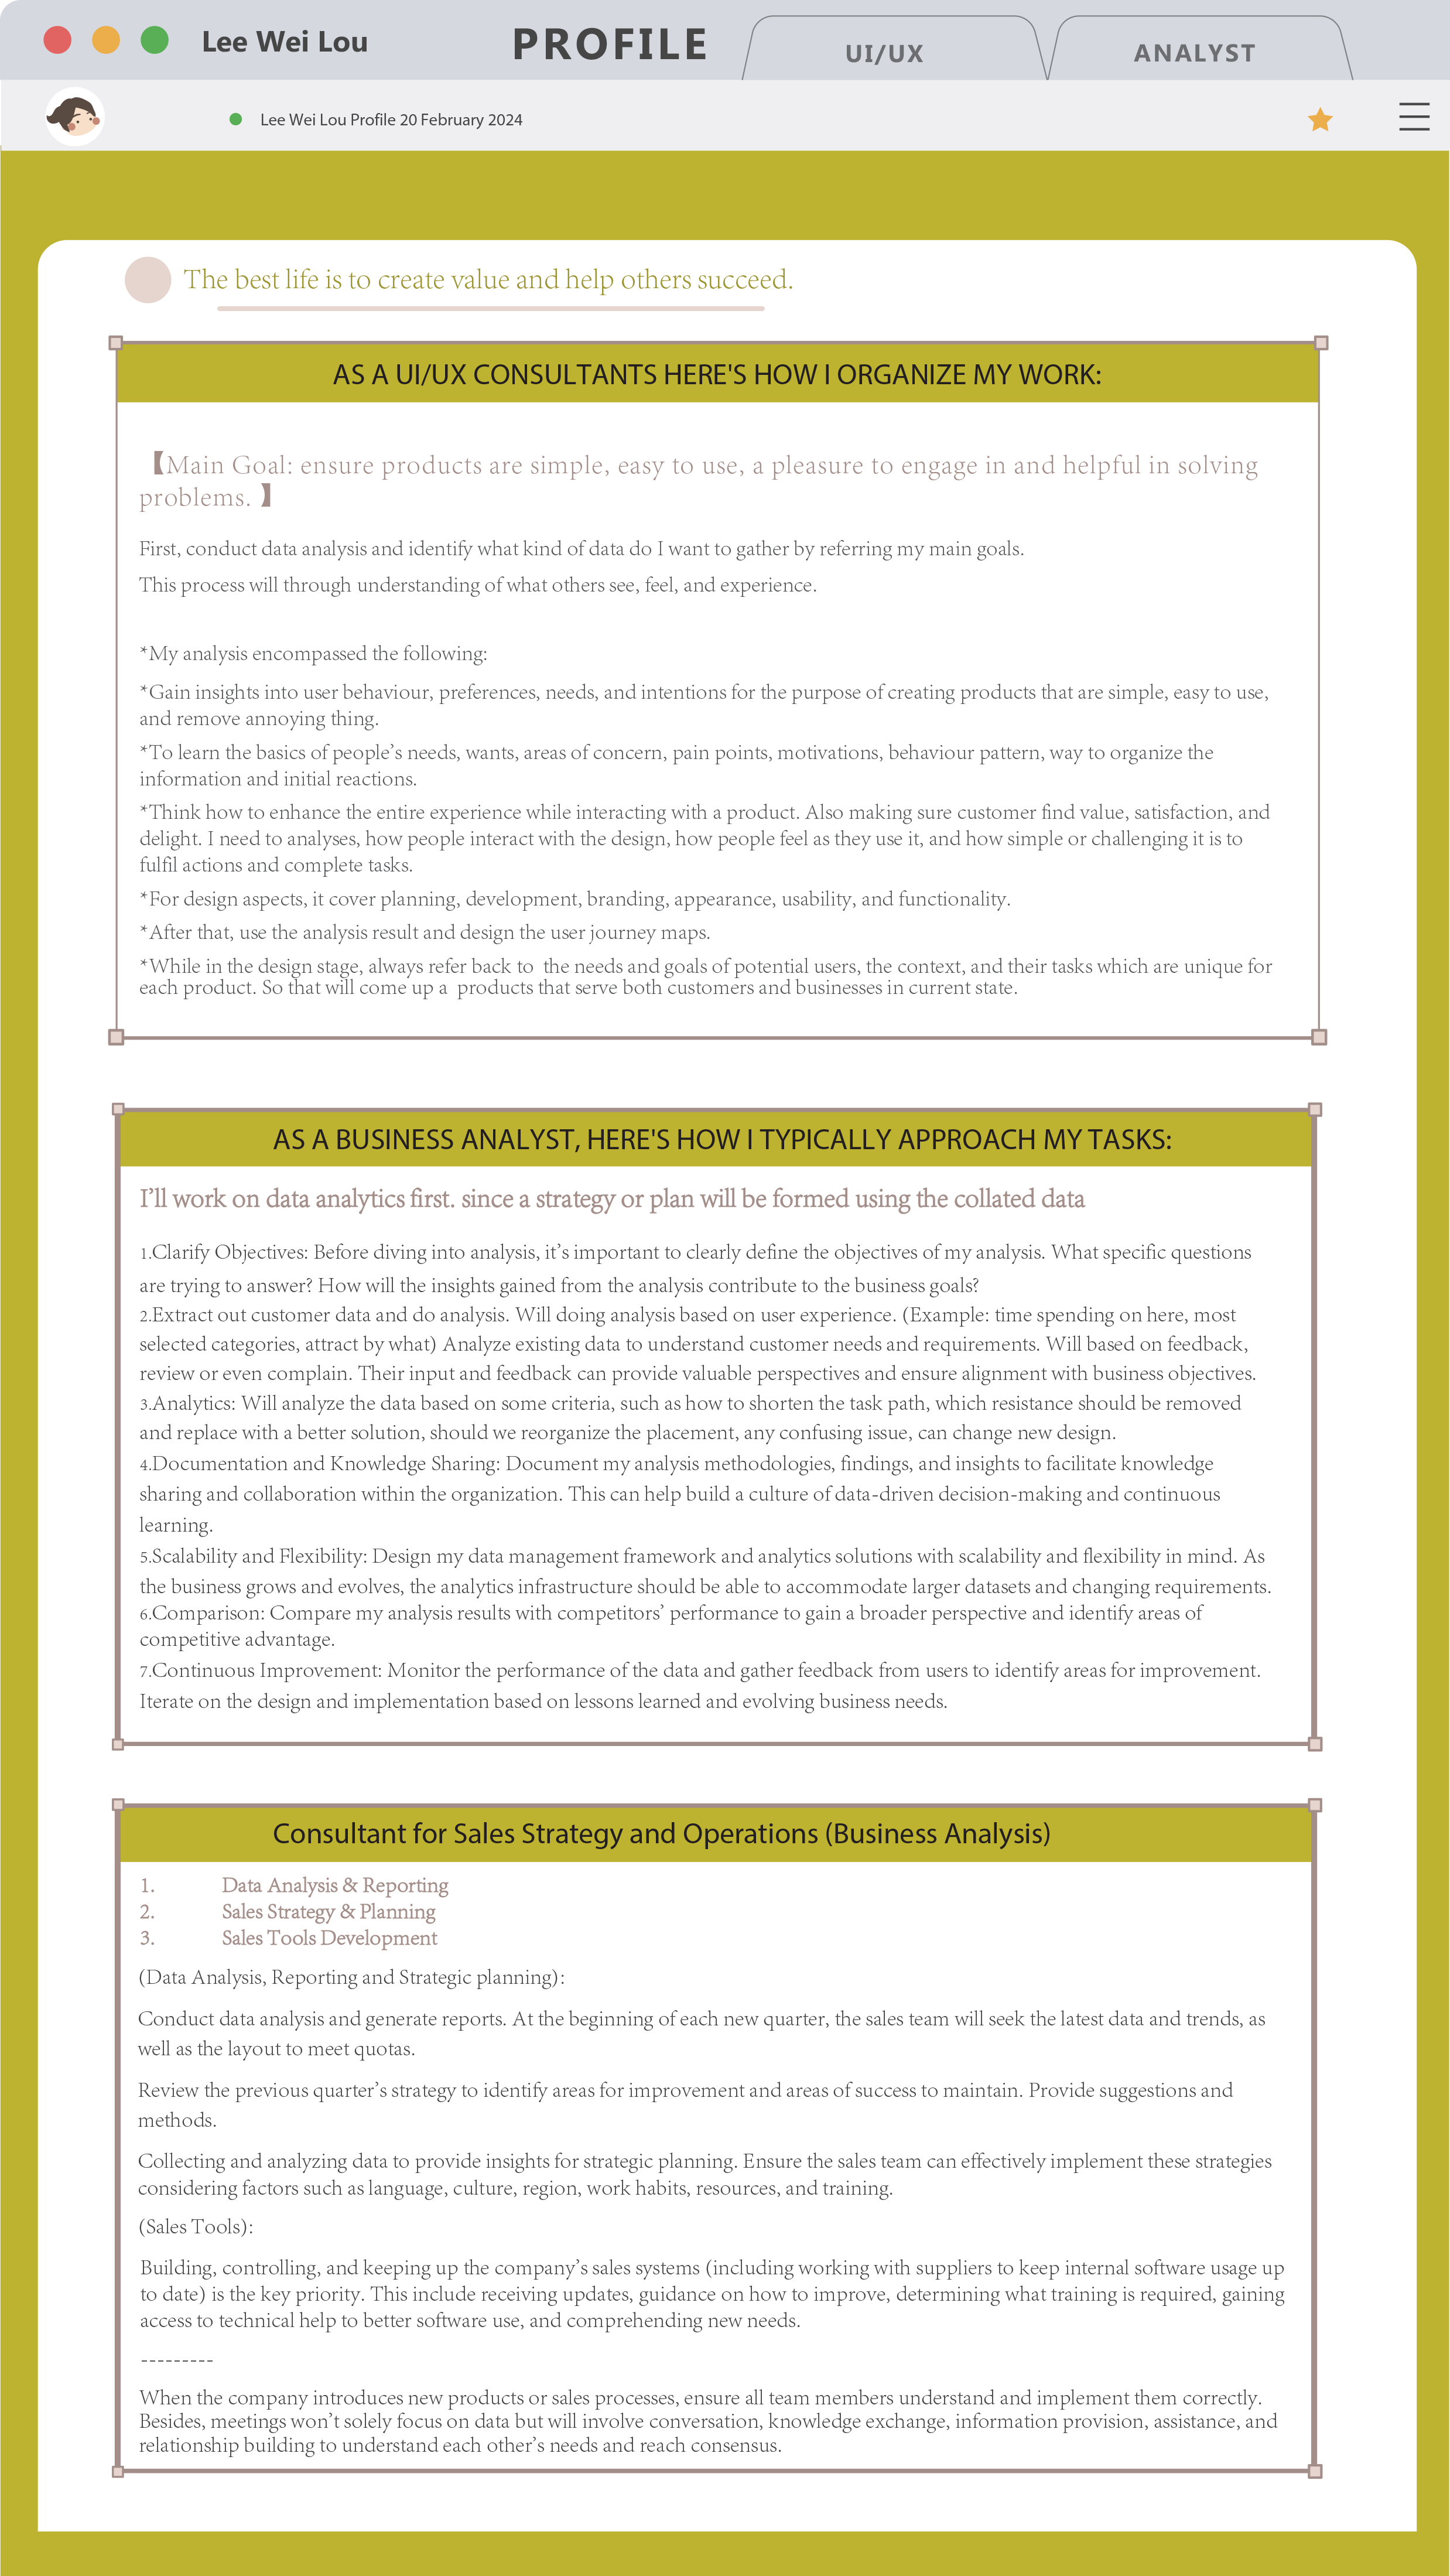 Lee Wei Lou
PROFILE
UI/UX
ANALYST
Lee Wei Lou Profile 20 February 2024
The best life is to create value and help others succeed.
AS A UI/UX CONSULTANTS HERE'S HOW I ORGANIZE MY WORK:
【Main Goal: ensure products are simple, easy to use, a pleasure to engage in and helpful in solving
problems. 】
First, conduct data analysis and identify what kind of data do I want to gather by referring my main goals.
This process will through understanding of what others see, feel, and experience.
*My analysis encompassed the following:
*Gain insights into user behaviour, preferences, needs, and intentions for the purpose of creating products that are simple, easy to use,
and remove annoying thing.
*To learn the basics of people’s needs, wants, areas of concern, pain points, motivations, behaviour pattern, way to organize the
information and initial reactions.
*Think how to enhance the entire experience while interacting with a product. Also making sure customer find value, satisfaction, and
delight. I need to analyses, how people interact with the design, how people feel as they use it, and how simple or challenging it is to
fulfil actions and complete tasks.
*For design aspects, it cover planning, development, branding, appearance, usability, and functionality.
*After that, use the analysis result and design the user journey maps.
*While in the design stage, always refer back to the needs and goals of potential users, the context, and their tasks which are unique for
each product. So that will come up a products that serve both customers and businesses in current state.
AS A BUSINESS ANALYST, HERE'S HOW I TYPICALLY APPROACH MY TASKS:
I’ll work on data analytics first. since a strategy or plan will be formed using the collated data
1.Clarify Objectives: Before diving into analysis, it’s important to clearly define the objectives of my analysis. What specific questions
are trying to answer? How will the insights gained from the analysis contribute to the business goals?
2.Extract out customer data and do analysis. Will doing analysis based on user experience. (Example: time spending on here, most
selected categories, attract by what) Analyze existing data to understand customer needs and requirements. Will based on feedback,
review or even complain. Their input and feedback can provide valuable perspectives and ensure alignment with business objectives.
3.Analytics: Will analyze the data based on some criteria, such as how to shorten the task path, which resistance should be removed
and replace with a better solution, should we reorganize the placement, any confusing issue, can change new design.
4.Documentation and Knowledge Sharing: Document my analysis methodologies, findings, and insights to facilitate knowledge
sharing and collaboration within the organization. This can help build a culture of data-driven decision-making and continuous
learning.
5.Scalability and Flexibility: Design my data management framework and analytics solutions with scalability and flexibility in mind. As
the business grows and evolves, the analytics infrastructure should be able to accommodate larger datasets and changing requirements.
6.Comparison: Compare my analysis results with competitors’ performance to gain a broader perspective and identify areas of
competitive advantage.
7.Continuous Improvement: Monitor the performance of the data and gather feedback from users to identify areas for improvement.
Iterate on the design and implementation based on lessons learned and evolving business needs.
Consultant for Sales Strategy and Operations (Business Analysis)
1. Data Analysis & Reporting
2. Sales Strategy & Planning
3. Sales Tools Development
(Data Analysis, Reporting and Strategic planning):
Conduct data analysis and generate reports. At the beginning of each new quarter, the sales team will seek the latest data and trends, as
well as the layout to meet quotas.
Review the previous quarter’s strategy to identify areas for improvement and areas of success to maintain. Provide suggestions and
methods.
Collecting and analyzing data to provide insights for strategic planning. Ensure the sales team can effectively implement these strategies
considering factors such as language, culture, region, work habits, resources, and training.
(Sales Tools):
Building, controlling, and keeping up the company’s sales systems (including working with suppliers to keep internal software usage up
to date) is the key priority. This include receiving updates, guidance on how to improve, determining what training is required, gaining
access to technical help to better software use, and comprehending new needs.
---------
When the company introduces new products or sales processes, ensure all team members understand and implement them correctly.
Besides, meetings won’t solely focus on data but will involve conversation, knowledge exchange, information provision, assistance, and
relationship building to understand each other’s needs and reach consensus.